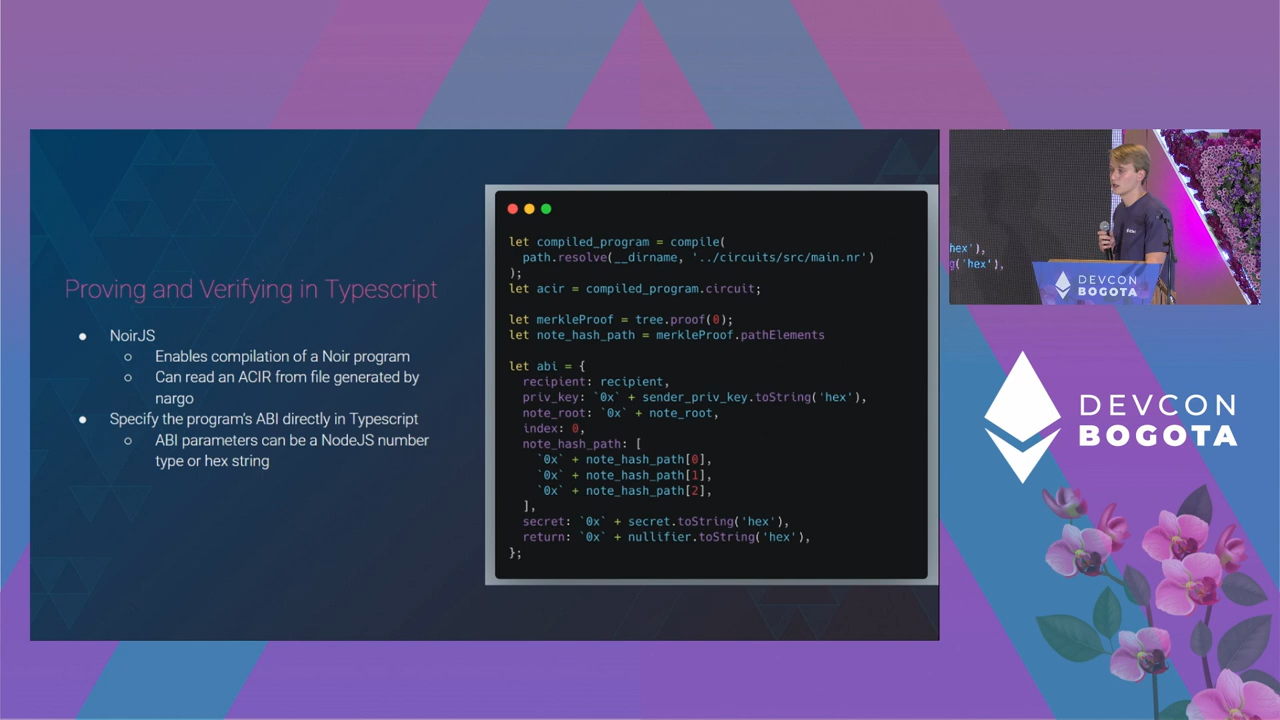 Proving and Verifying in Typescript
● NoirJS
○ Enables compilation of a Noir program
○ Can read an ACIR from file generated by
nargo
● Specify the program's ABI directly in Typescript
○ ABI parameters can be a NodeJS number
type or hex string
let compiled_program = compile(
path.resolve(__dirname, '../circuits/src/main.nr')
);
let acir = compiled_program.circuit;
let merkleProof = tree.proof(0);
let note_hash_path = merkleProof.pathElements
let abi = {
recipient: recipient,
priv_key: `0x` + sender_priv_key.toString('hex'),
note_root: `0x` + note_root,
index: 0,
note_hash_path: [
`0x` + note_hash_path[0],
`0x` + note_hash_path[1],
`0x` + note_hash_path[2],
],
secret: `0x` + secret.toString('hex'),
return: `0x` + nullifier.toString('hex'),
};
hex'),
g('hex'),
DEVCON
BOGOTA
DEVCON
BOGOTA